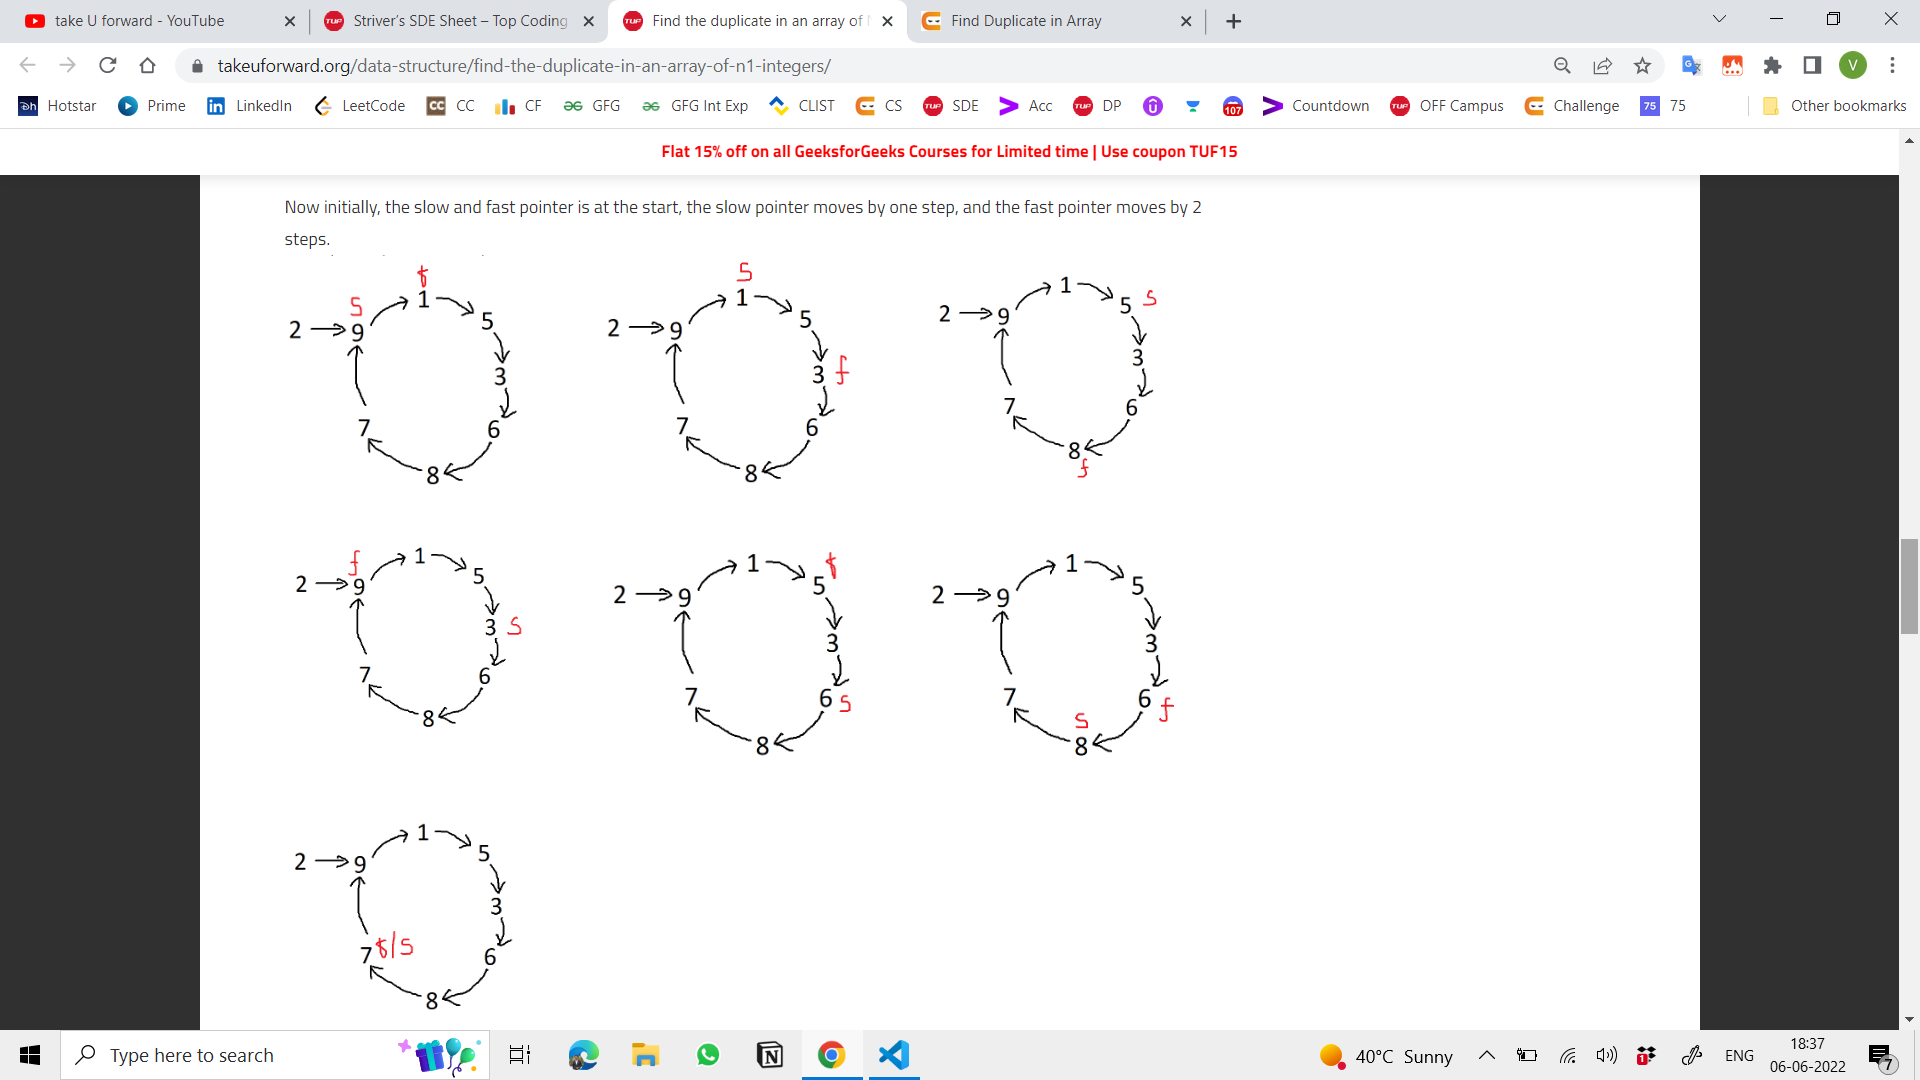 take U forward - YouTube
Striver's SDE Sheet – Top Coding
Find the duplicate in an array of
Find Duplicate in Array
takeuforward.org/data-structure/find-the-duplicate-in-an-array-of-n1-integers/
V
Hotstar
Prime
LinkedIn
LeetCode
CC
CC
CF
GFG
GFG Int Exp
CLIST
CS
SDE
Acc
DP
107
Countdown
OFF Campus
Challenge
75
75
Other bookmarks
Flat 15% off on all GeeksforGeeks Courses for Limited time | Use coupon TUF15
Now initially, the slow and fast pointer is at the start, the slow pointer moves by one step, and the fast pointer moves by 2
steps.
2 9 1 5 3 6 8 7 S f
2 9 1 5 3 6 8 7 S f
2 9 1 5 3 6 8 7 S f
2 9 1 5 3 6 8 7 f S
2 9 1 5 3 6 8 7 f S
2 9 1 5 3 6 8 7 S f
2 9 1 5 3 6 8 7 f/S
Type here to search
40°C Sunny
1
ENG
18:37
06-06-2022
7